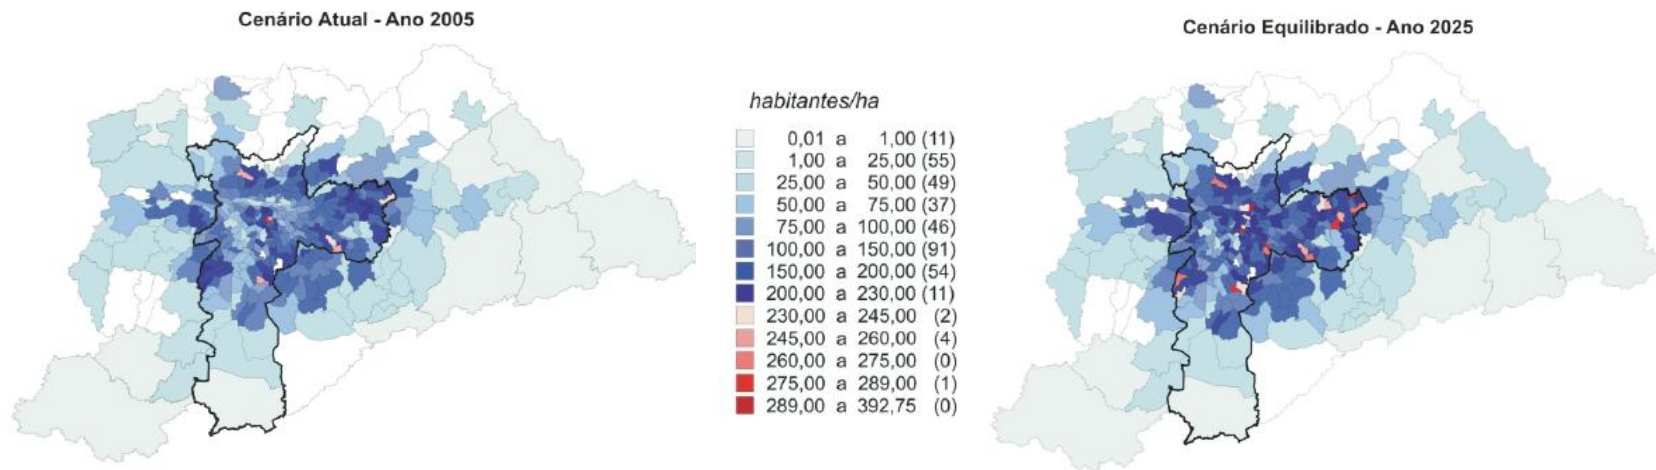 Cenário Atual - Ano 2005
Cenário Equilibrado - Ano 2025
habitantes/ha
0,01 a 1,00 (11)
1,00 a 25,00 (55)
25,00 a 50,00 (49)
50,00 a 75,00 (37)
75,00 a 100,00 (46)
100,00 a 150,00 (91)
150,00 a 200,00 (54)
200,00 a 230,00 (11)
230,00 a 245,00 (2)
245,00 a 260,00 (4)
260,00 a 275,00 (0)
275,00 a 289,00 (1)
289,00 a 392,75 (0)